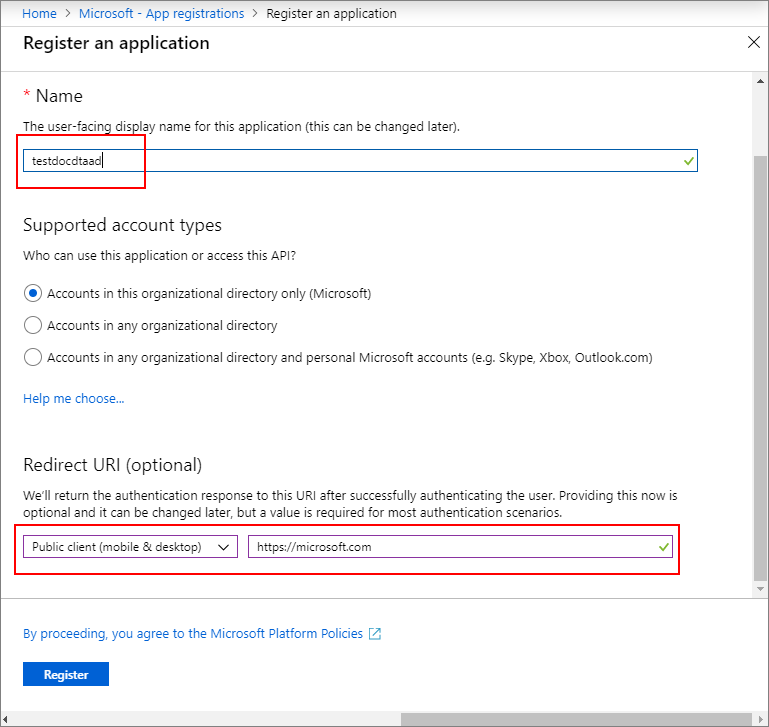 Home > Microsoft - App registrations > Register an application
Register an application
* Name
The user-facing display name for this application (this can be changed later).
testdocdtaad
Supported account types
Who can use this application or access this API?
Accounts in this organizational directory only (Microsoft)
Accounts in any organizational directory
Accounts in any organizational directory and personal Microsoft accounts (e.g. Skype, Xbox, Outlook.com)
Help me choose...
Redirect URI (optional)
We'll return the authentication response to this URI after successfully authenticating the user. Providing this now is
optional and it can be changed later, but a value is required for most authentication scenarios.
Public client (mobile & desktop) https://microsoft.com
By proceeding, you agree to the Microsoft Platform Policies
Register